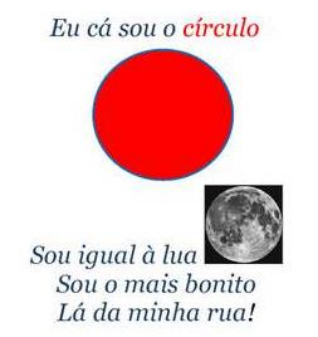 Eu cá sou o círculo
Sou igual à lua
Sou o mais bonito
Lá da minha rua!